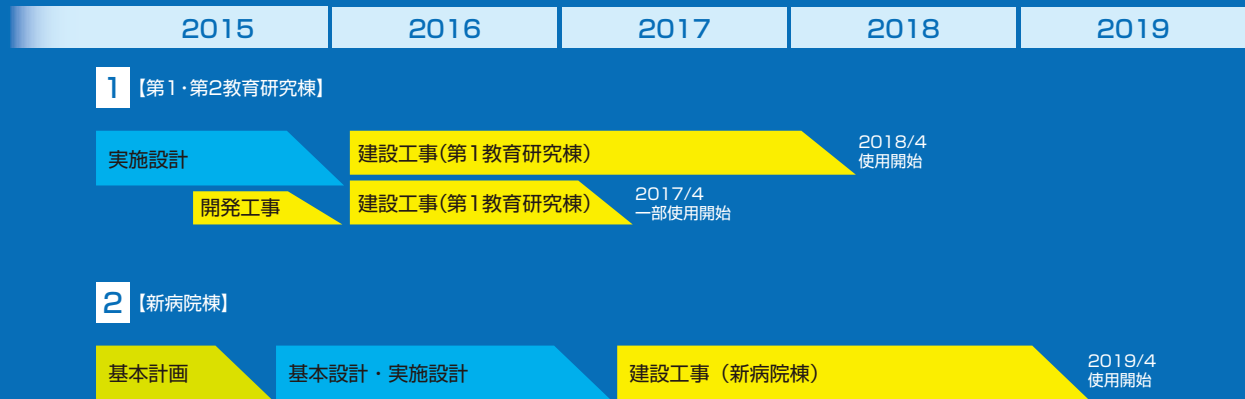 2015 2016 2017 2018 2019
1 【第1・第2教育研究棟】
実施設計
建設工事(第1教育研究棟)
2018/4
使用開始
開発工事
建設工事(第1教育研究棟)
2017/4
一部使用開始
2 【新病院棟】
基本計画
基本設計・実施設計
建設工事（新病院棟）
2019/4
使用開始